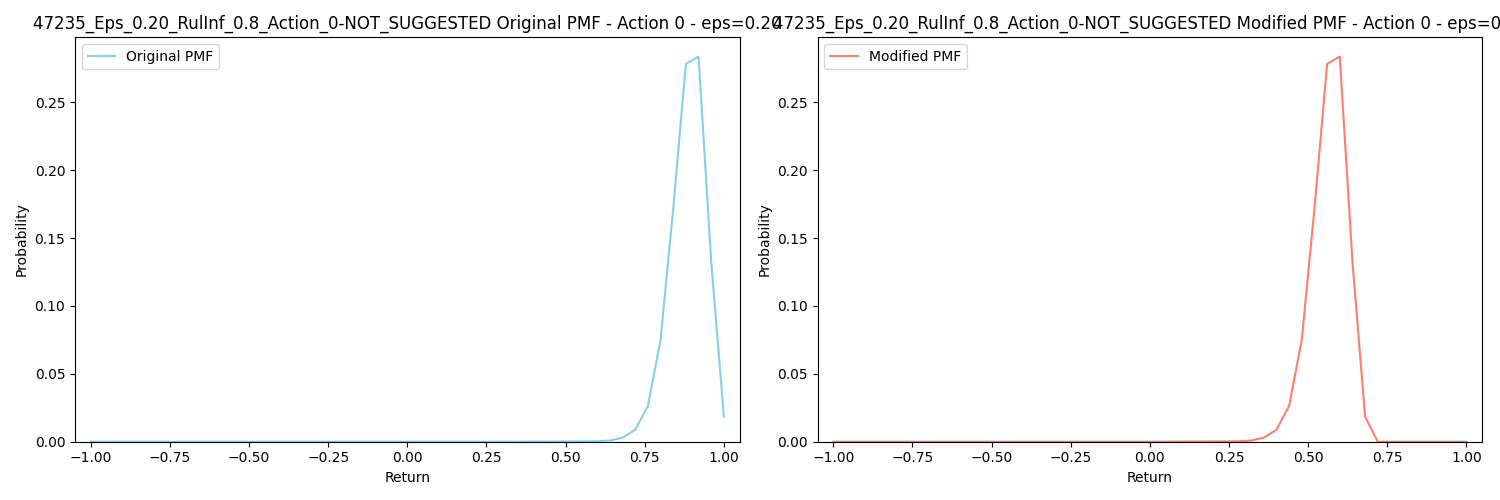 47235_Eps_0.20_RulInf_0.8_Action_0-NOT_SUGGESTED Original PMF - Action 0 - eps=0.20
Original PMF
0.25
0.20
0.15
0.10
0.05
0.00
Probability
−1.00 −0.75 −0.50 −0.25 0.00 0.25 0.50 0.75 1.00
Return
47235_Eps_0.20_RulInf_0.8_Action_0-NOT_SUGGESTED Modified PMF - Action 0 - eps=0
Modified PMF
0.25
0.20
0.15
0.10
0.05
0.00
Probability
−1.00 −0.75 −0.50 −0.25 0.00 0.25 0.50 0.75 1.00
Return